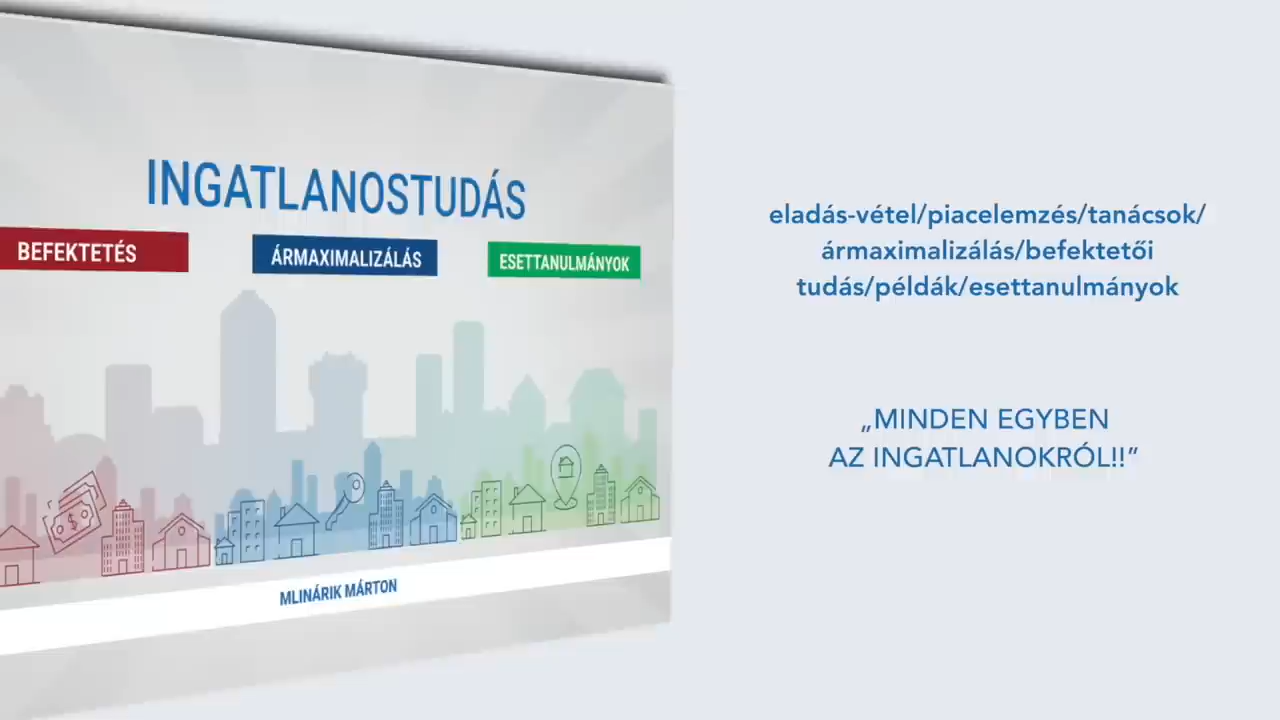 INGATLANOSTUDÁS
BEFEKTETÉS
ÁRMAXIMALIZÁLÁS
ESETTANULMÁNYOK
MLINÁRIK MÁRTON
eladás-vétel/piacelemzés/tanácsok/
ármaximalizálás/befektetői
tudás/példák/esettanulmányok
„MINDEN EGYBEN
AZ INGATLANOKRÓL!!”